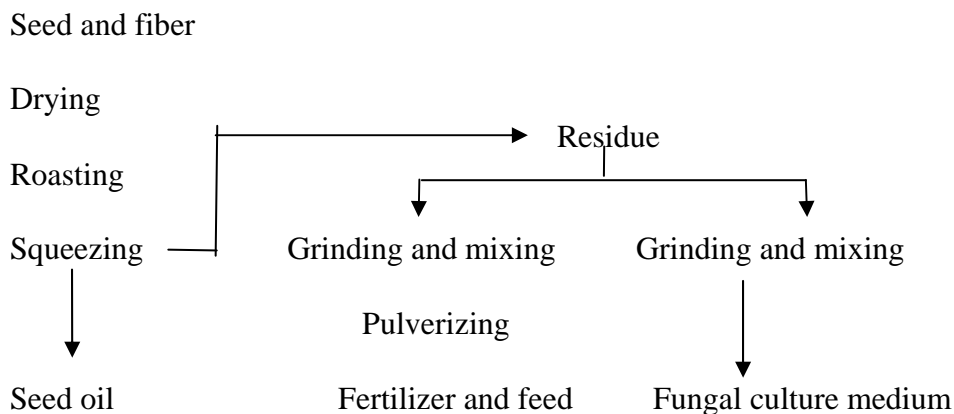 Seed and fiber
Drying
Residue
Roasting
Squeezing Grinding and mixing Grinding and mixing
Pulverizing
Seed oil Fertilizer and feed Fungal culture medium